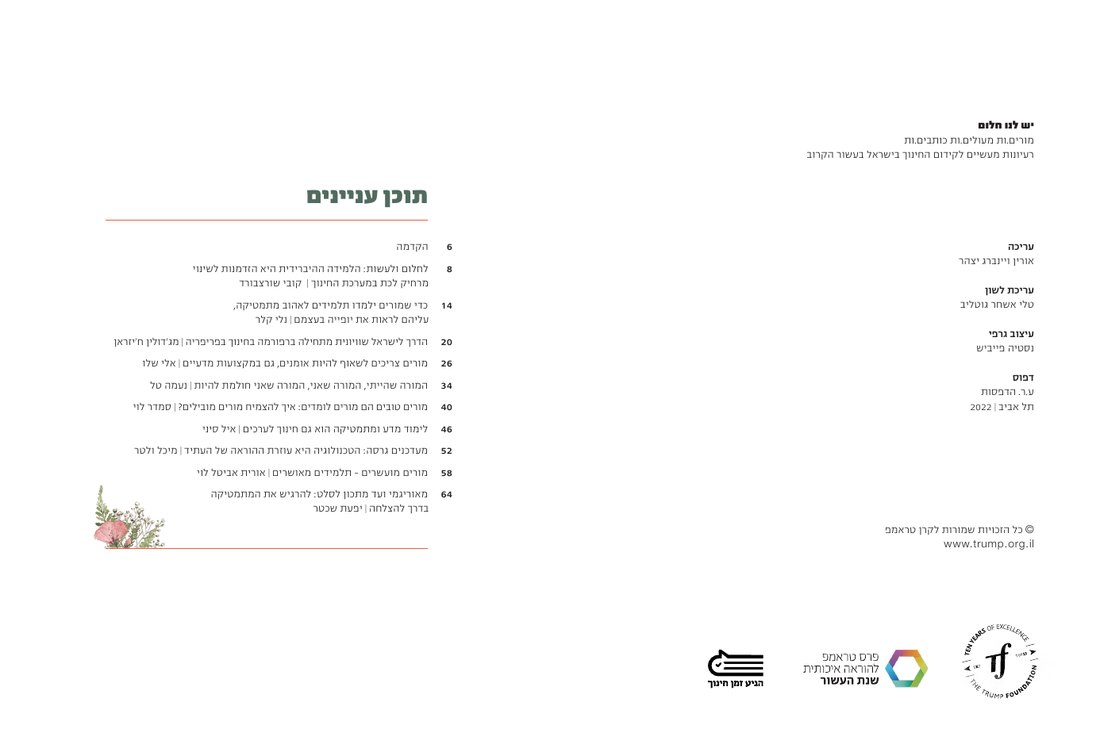 יש לנו חלום
מורים.ות מעולים.ות כותבים.ות
רעיונות מעשיים לקידום החינוך בישראל בעשור הקרוב
עריכה
אורין ויינברג יצהר
עריכת לשון
טלי אשחר גוטליב
עיצוב גרפי
נסטיה פייביש
דפוס
ע.ר. הדפסות
תל אביב | 2022
© כל הזכויות שמורות לקרן טראמפ
www.trump.org.il
TEN YEARS OF EXCELLENCE
THE TRUMP FOUNDATION
פרס טראמפ
להוראה איכותית
שנת העשור
הגיע זמן חינוך
תוכן עניינים
6 הקדמה
8 לחלום ולעשות: הלמידה ההיברידית היא הזדמנות לשינוי
מרחיק לכת במערכת החינוך | קובי שורצבורד
14 כדי שמורים ילמדו תלמידים לאהוב מתמטיקה,
עליהם לראות את יופייה בעצמם | נלי קלר
20 הדרך לישראל שוויונית מתחילה ברפורמה בחינוך בפריפריה | מג'דולין ח'יזראן
26 מורים צריכים לשאוף להיות אומנים, גם במקצועות מדעיים | אלי שלו
34 המורה שהייתי, המורה שאני, המורה שאני חולמת להיות | נעמה טל
40 מורים טובים הם מורים לומדים: איך להצמיח מורים מובילים? | סמדר לוי
46 לימוד מדע ומתמטיקה הוא גם חינוך לערכים | איל סיני
52 מעדכנים גרסה: הטכנולוגיה היא עוזרת ההוראה של העתיד | מיכל ולטר
58 מורים מועשרים - תלמידים מאושרים | אורית אביטל לוי
64 מאוריגמי ועד מתכון לסלט: להרגיש את המתמטיקה
בדרך להצלחה | יפעת שכטר